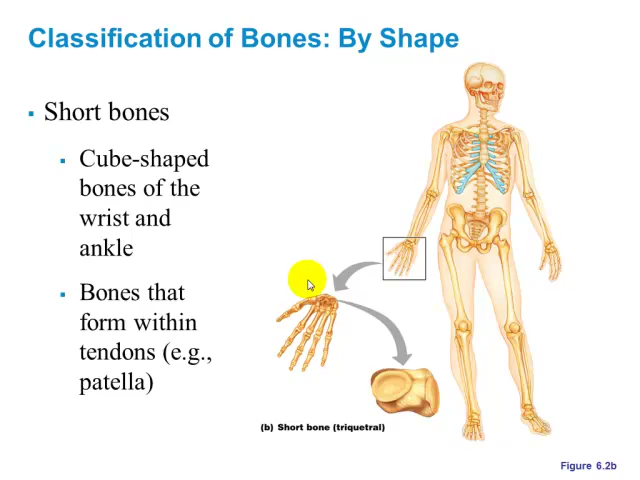 Classification of Bones: By Shape
▪ Short bones
▪ Cube-shaped
bones of the
wrist and
ankle
▪ Bones that
form within
tendons (e.g.,
patella)
(b) Short bone (triquetral)
Figure 6.2b